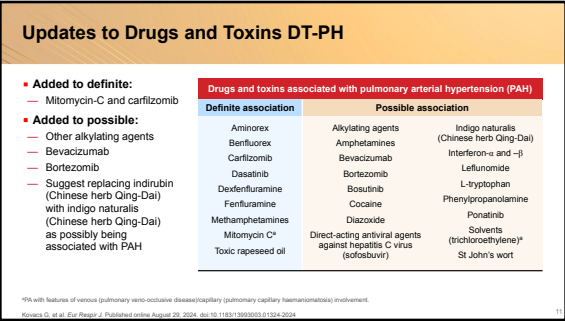 Updates to Drugs and Toxins DT-PH
▪ Added to definite:
— Mitomycin-C and carfilzomib
▪ Added to possible:
— Other alkylating agents
— Bevacizumab
— Bortezomib
— Suggest replacing indirubin
(Chinese herb Qing-Dai)
with indigo naturalis
(Chinese herb Qing-Dai)
as possibly being
associated with PAH
Drugs and toxins associated with pulmonary arterial hypertension (PAH)
Definite association
Possible association
Aminorex
Benfluorex
Carfilzomib
Dasatinib
Dexfenfluramine
Fenfluramine
Methamphetamines
Mitomycin Cᵃ
Toxic rapeseed oil
Alkylating agents
Amphetamines
Bevacizumab
Bortezomib
Bosutinib
Cocaine
Diazoxide
Direct-acting antiviral agents
against hepatitis C virus
(sofosbuvir)
Indigo naturalis
(Chinese herb Qing-Dai)
Interferon-α and –β
Leflunomide
L-tryptophan
Phenylpropanolamine
Ponatinib
Solvents
(trichloroethylene)ᵃ
St John's wort
ᵃPA with features of venous (pulmonary veno-occlusive disease)/capillary (pulmonary capillary haemaniomatosis) involvement.
Kovacs G, et al. Eur Respir J. Published online August 29, 2024. doi:10.1183/13993003.01324-2024
11